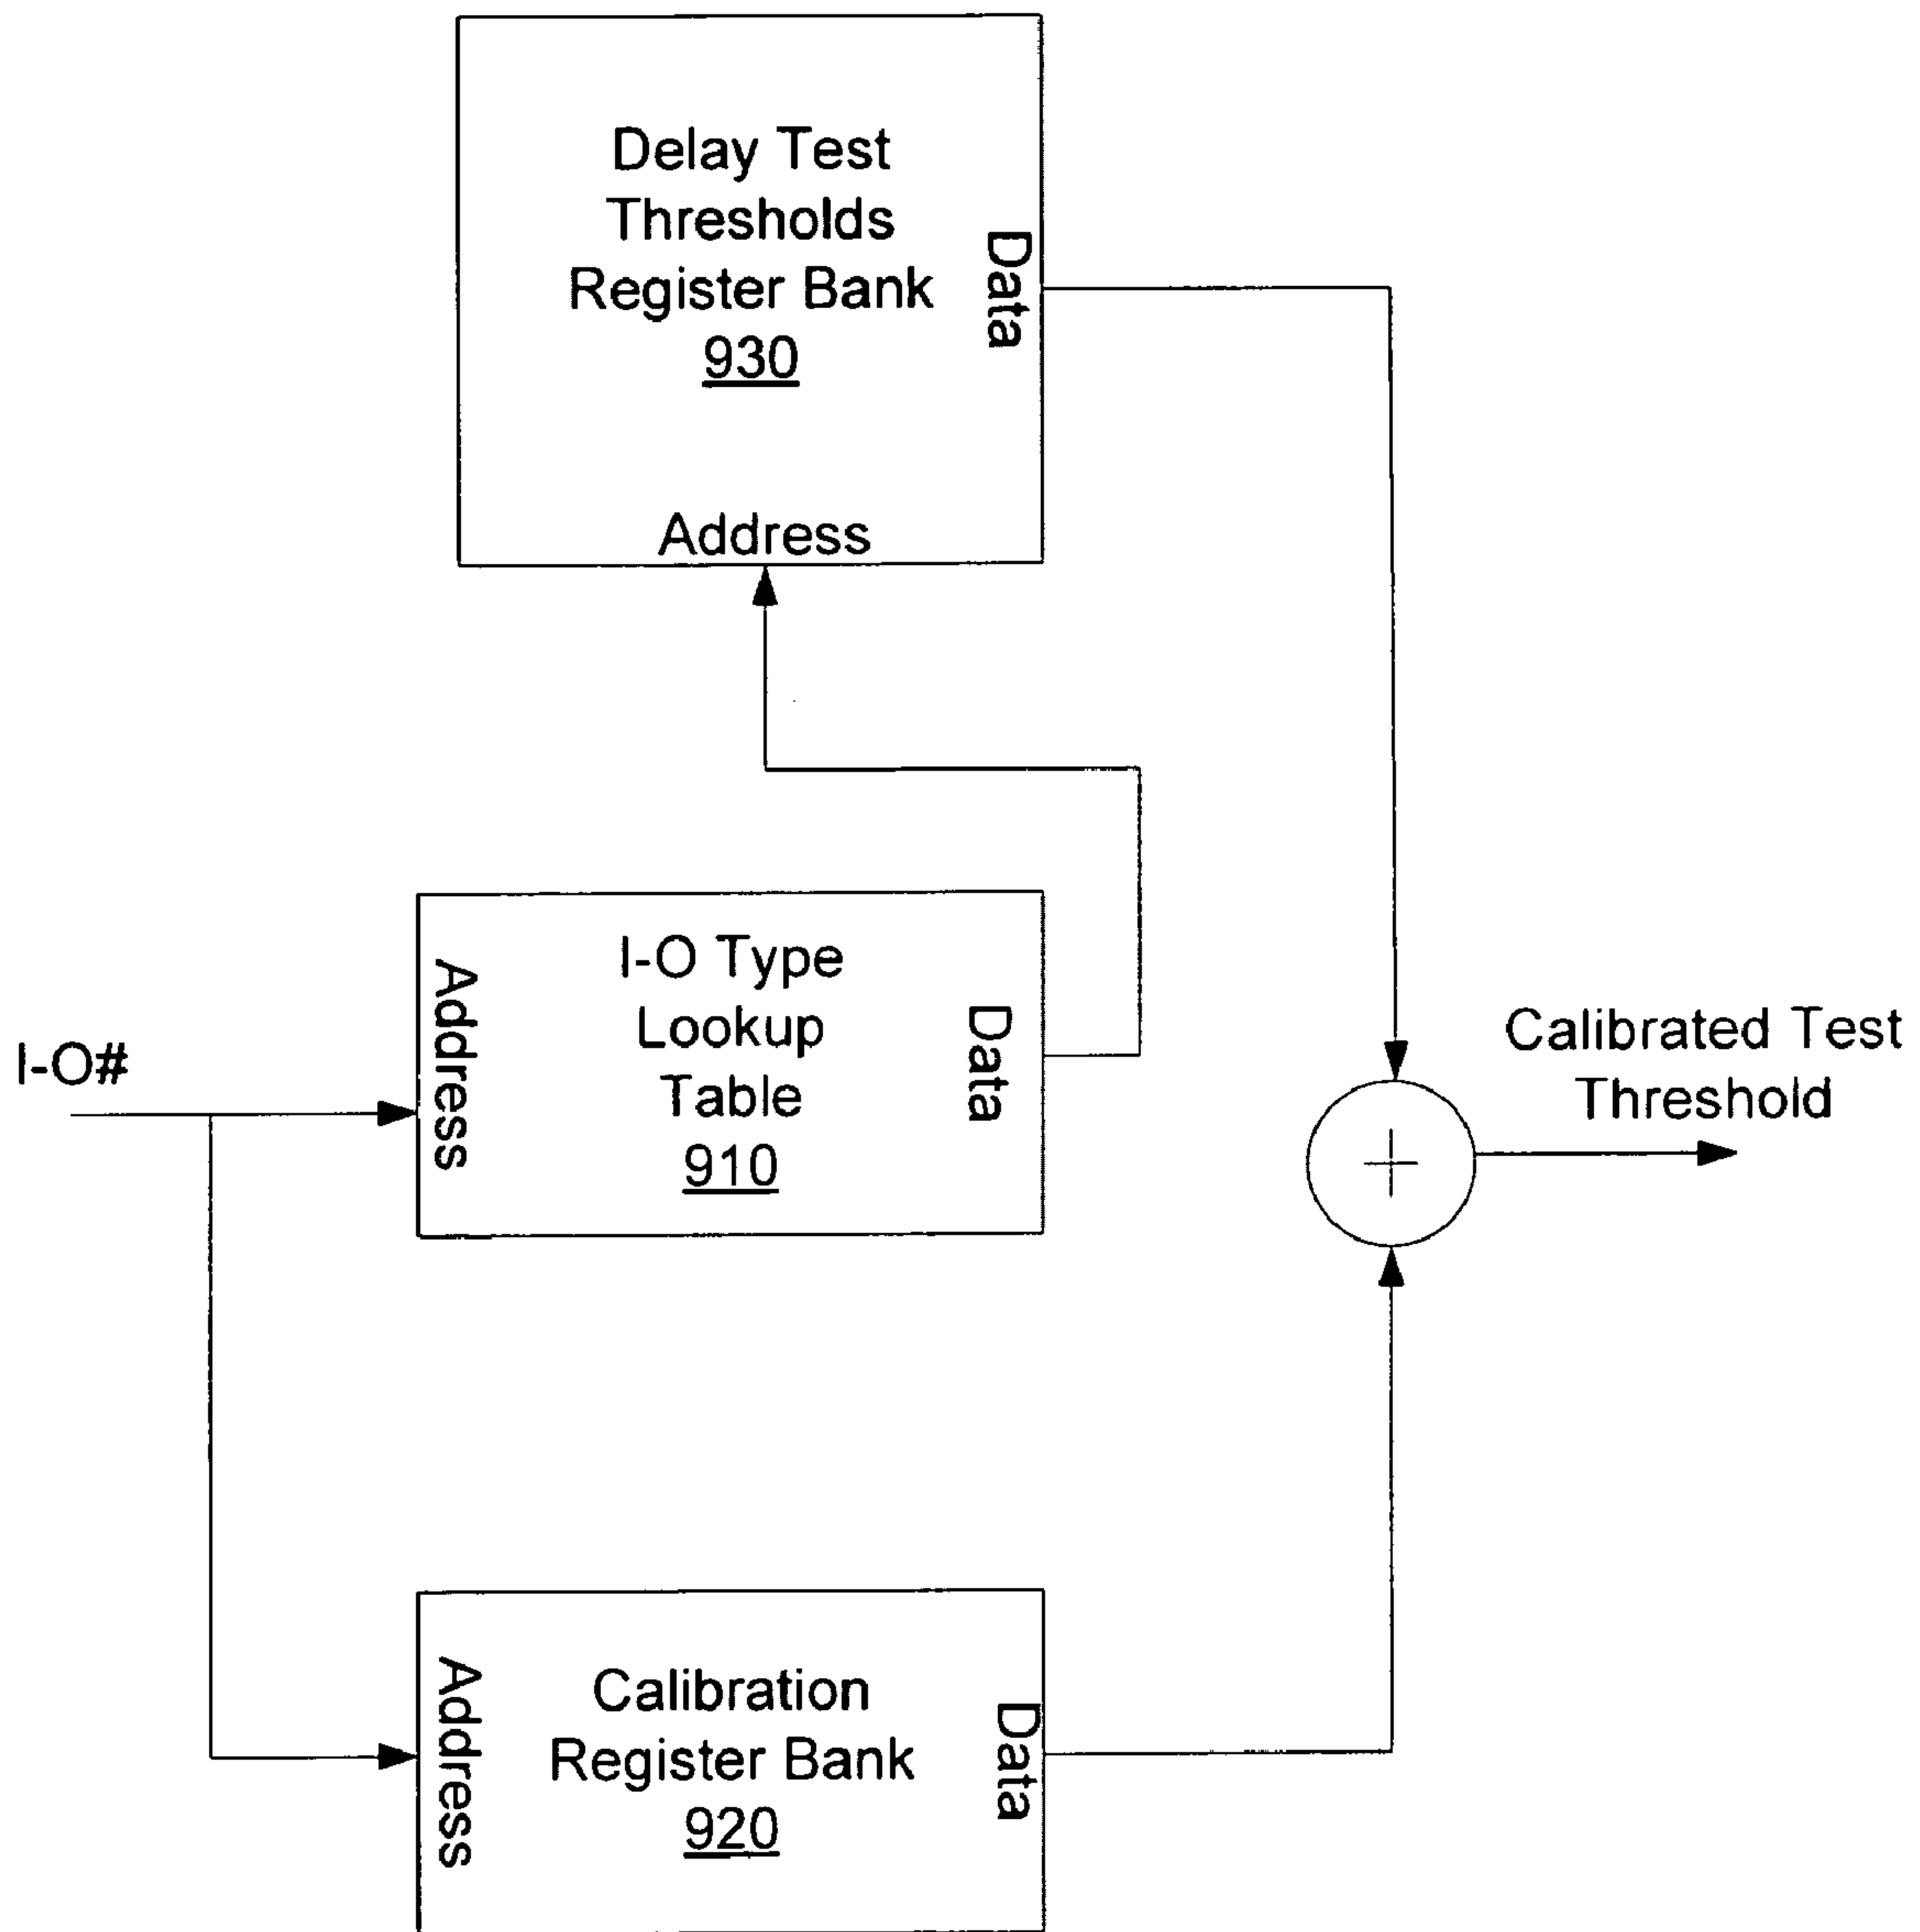 Delay Test
Thresholds
Register Bank
930
Data
Address
I-O Type
Lookup
Table
910
Address
Data
I-O#
Calibrated Test
Threshold
+
Calibration
Register Bank
920
Address
Data